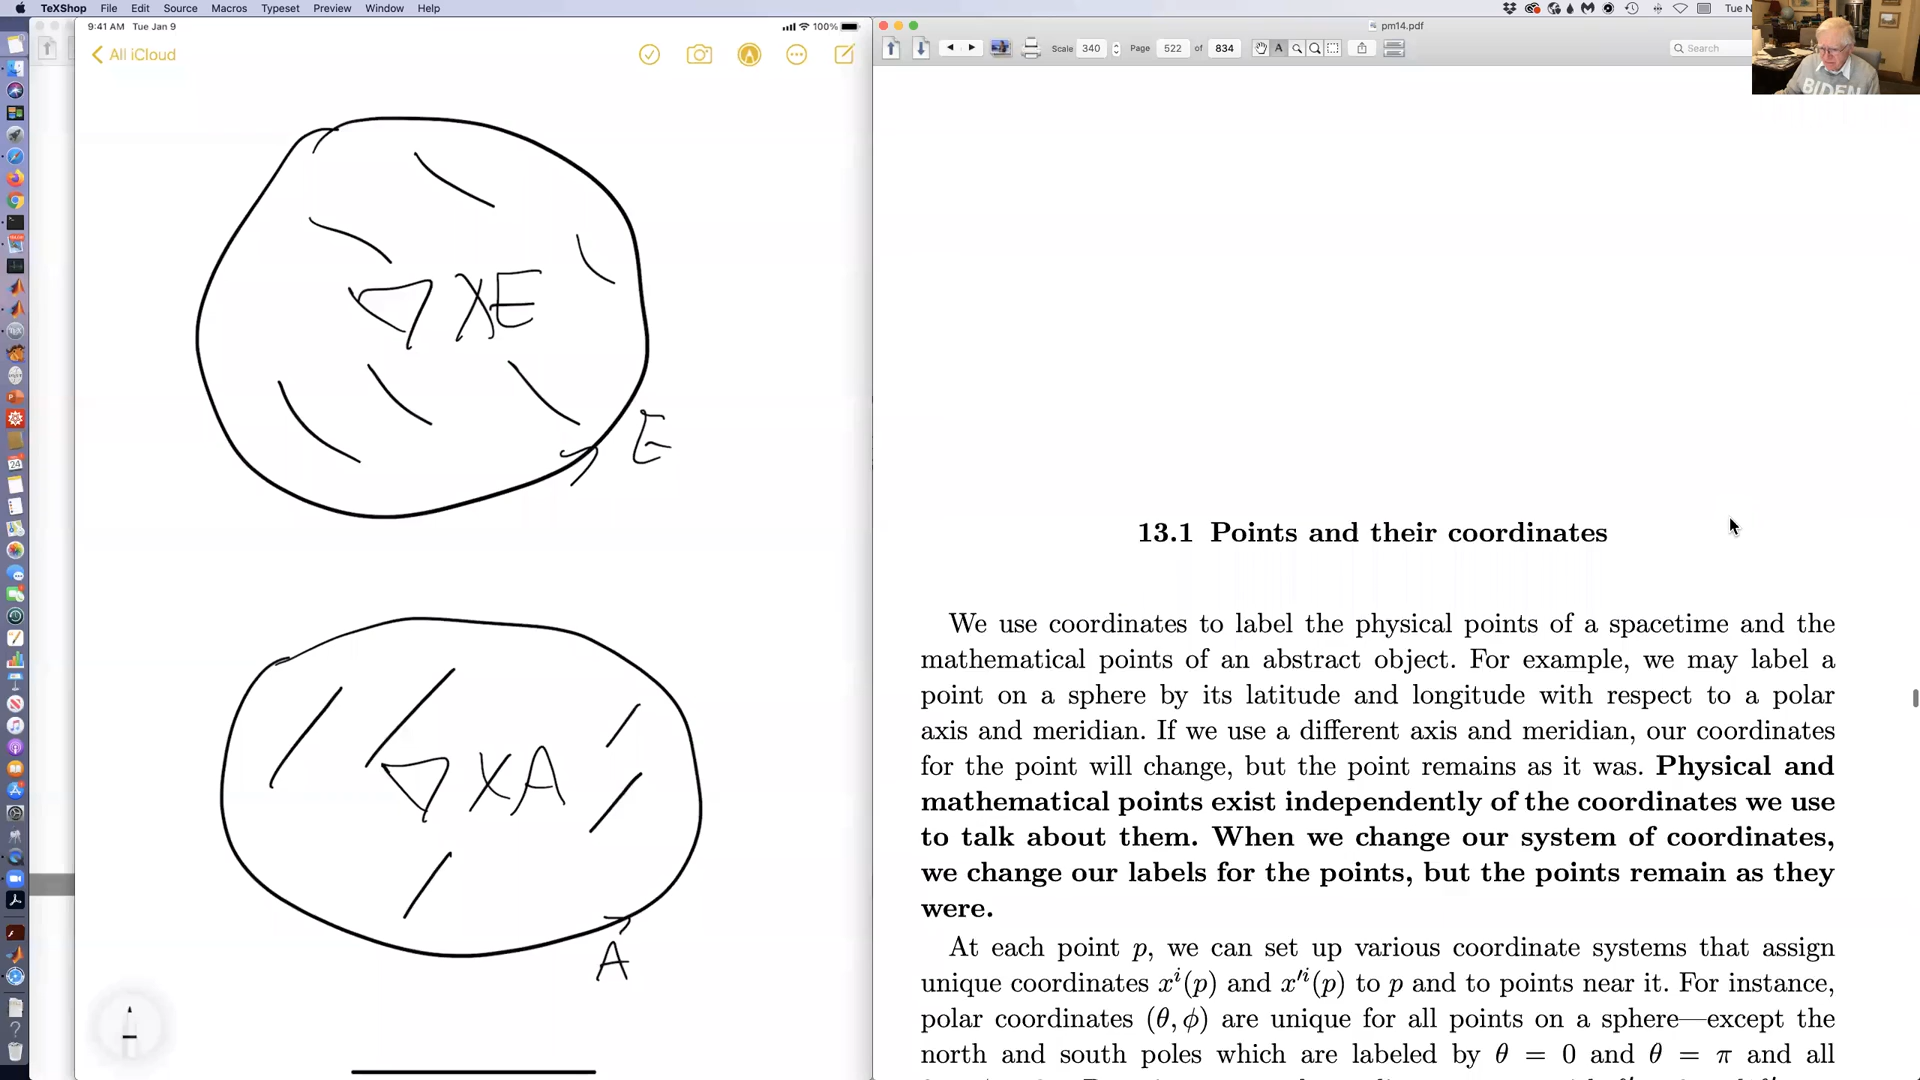 TeXShop File Edit Source Macros Typeset Preview Window Help
Tue N
9:41 AM Tue Jan 9
100%
All iCloud
∇ X E
E
∇ X A
A
pm14.pdf
Scale 340 Page 522 of 834
Search
BIDEN
13.1 Points and their coordinates
We use coordinates to label the physical points of a spacetime and the
mathematical points of an abstract object. For example, we may label a
point on a sphere by its latitude and longitude with respect to a polar
axis and meridian. If we use a different axis and meridian, our coordinates
for the point will change, but the point remains as it was. Physical and
mathematical points exist independently of the coordinates we use
to talk about them. When we change our system of coordinates,
we change our labels for the points, but the points remain as they
were.
At each point p, we can set up various coordinate systems that assign
unique coordinates xⁱ(p) and x′ⁱ(p) to p and to points near it. For instance,
polar coordinates (θ, ϕ) are unique for all points on a sphere—except the
north and south poles which are labeled by θ = 0 and θ = π and all